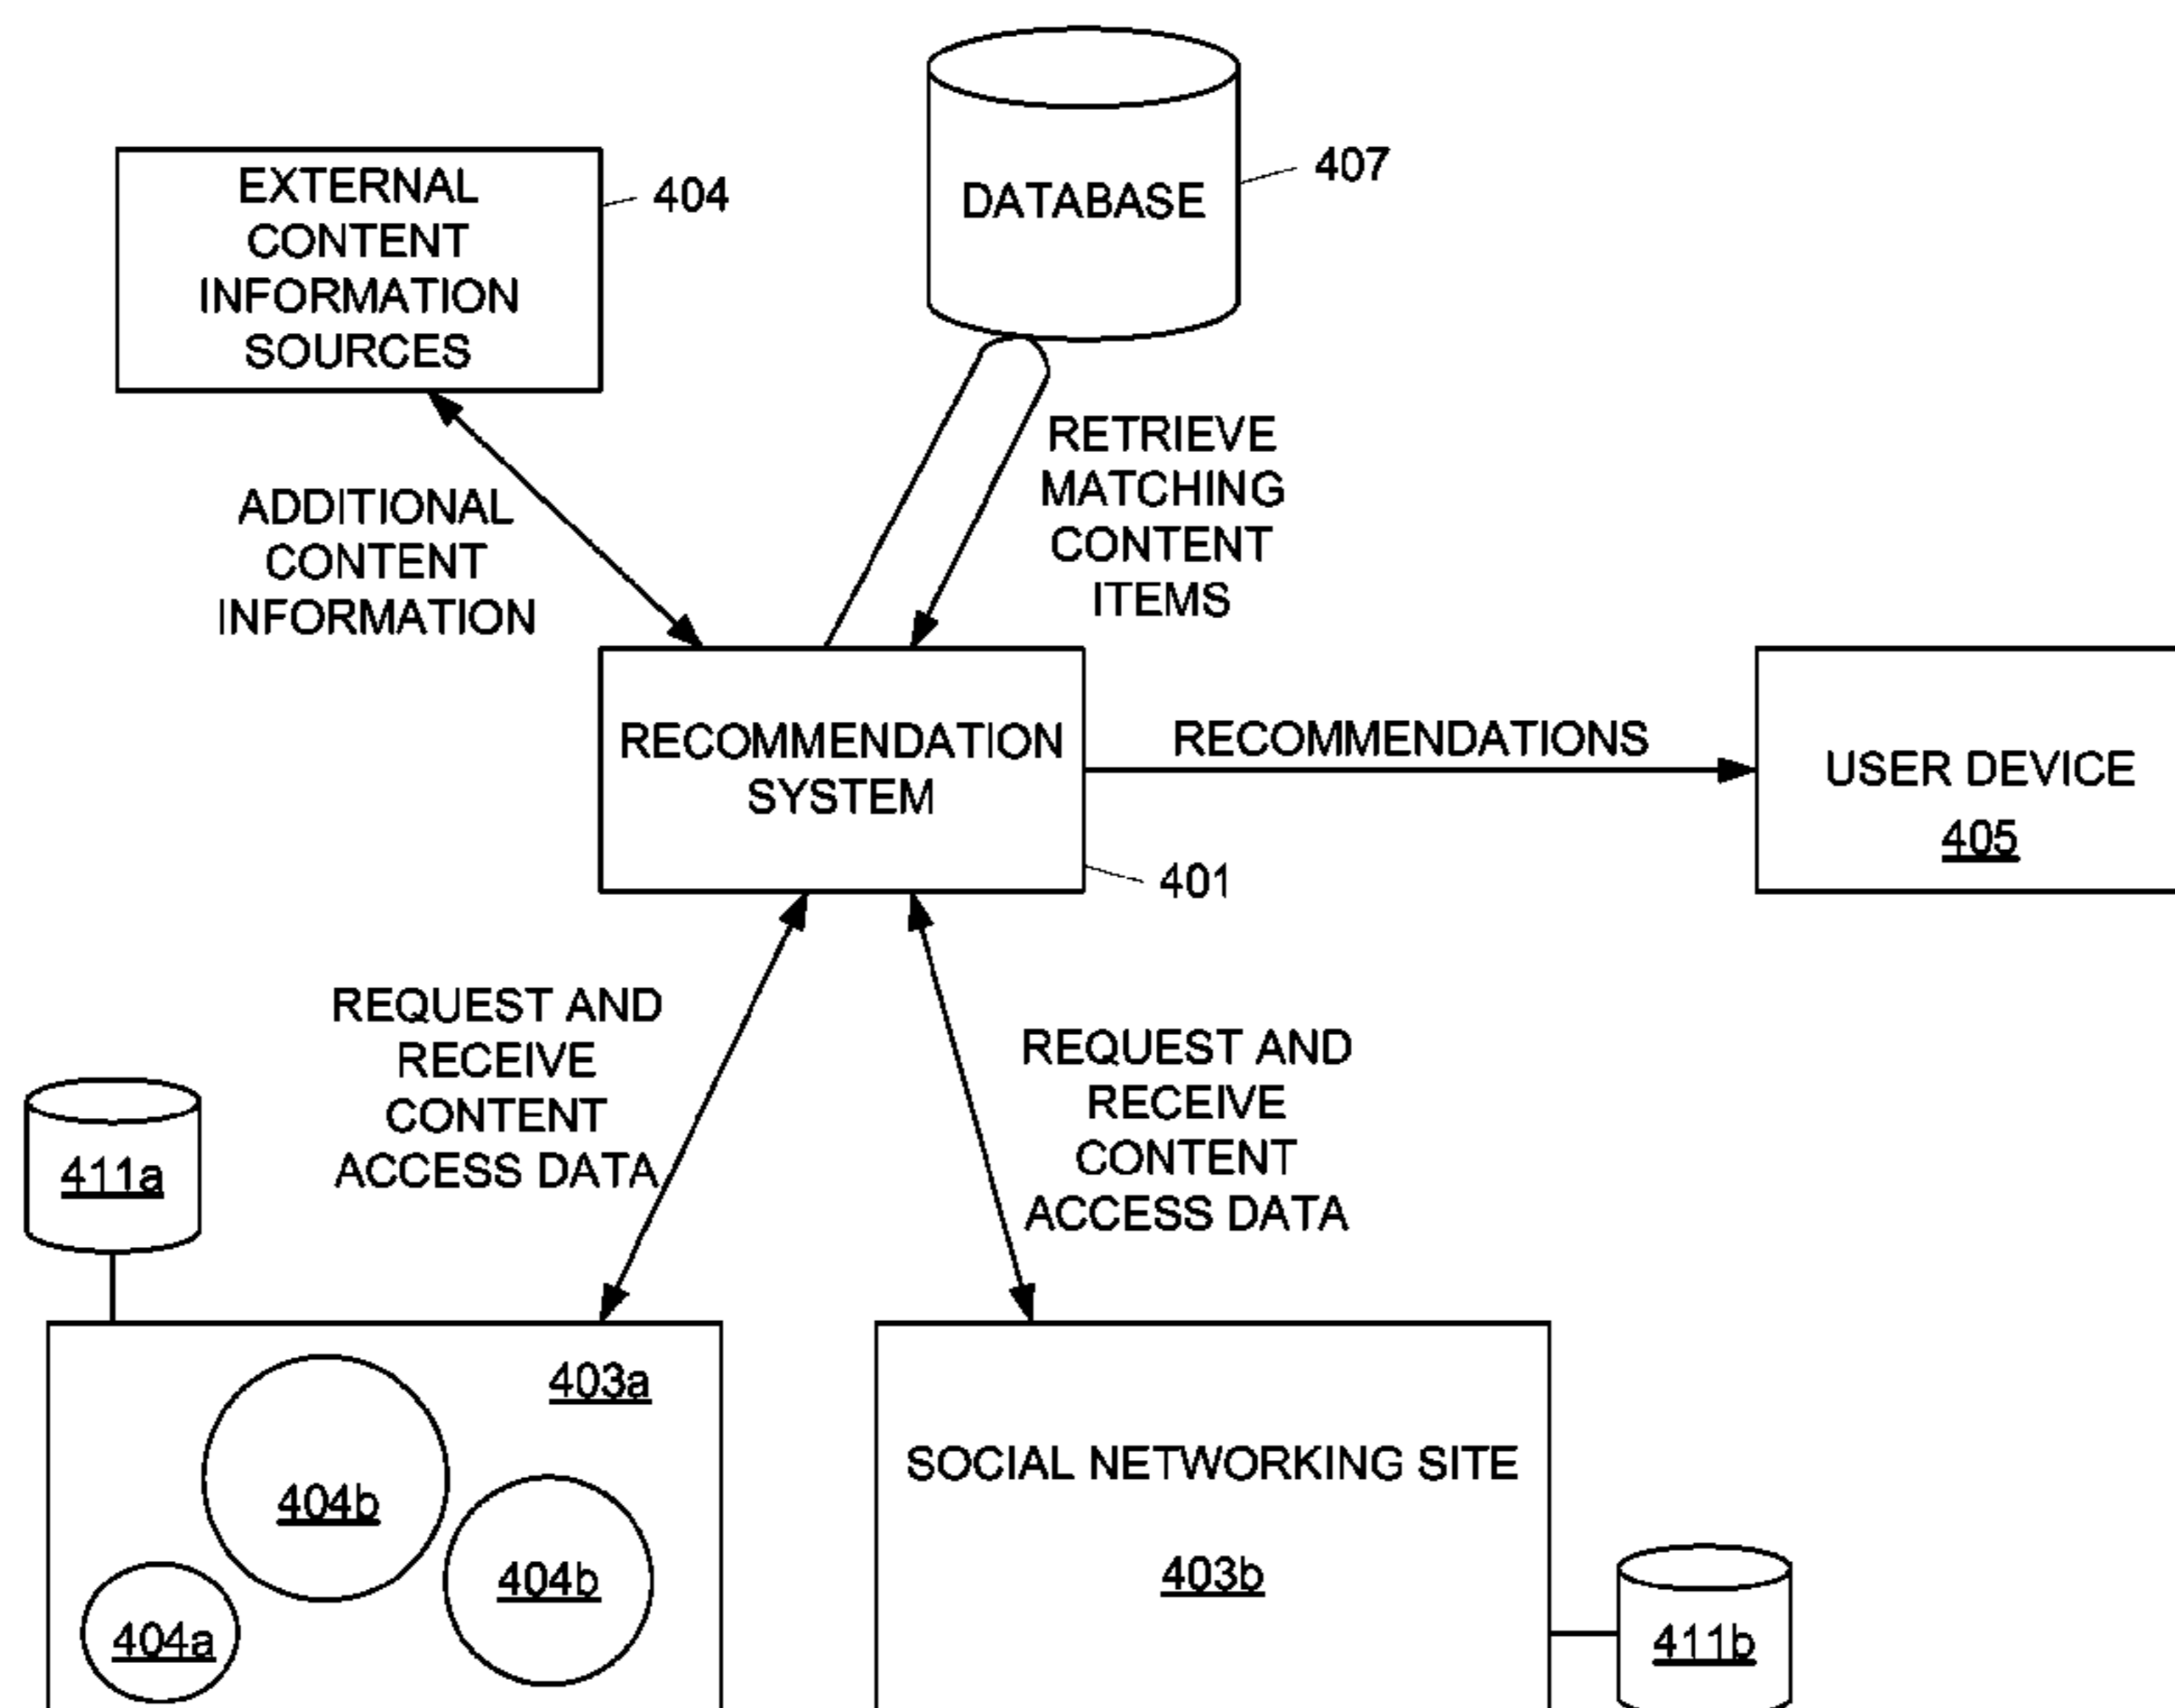 EXTERNAL
CONTENT
INFORMATION
SOURCES
404
DATABASE
407
ADDITIONAL
CONTENT
INFORMATION
RETRIEVE
MATCHING
CONTENT
ITEMS
RECOMMENDATION
SYSTEM
401
RECOMMENDATIONS
USER DEVICE
405
REQUEST AND
RECEIVE
CONTENT
ACCESS DATA
REQUEST AND
RECEIVE
CONTENT
ACCESS DATA
411a
403a
404b
404b
404a
SOCIAL NETWORKING SITE
403b
411b